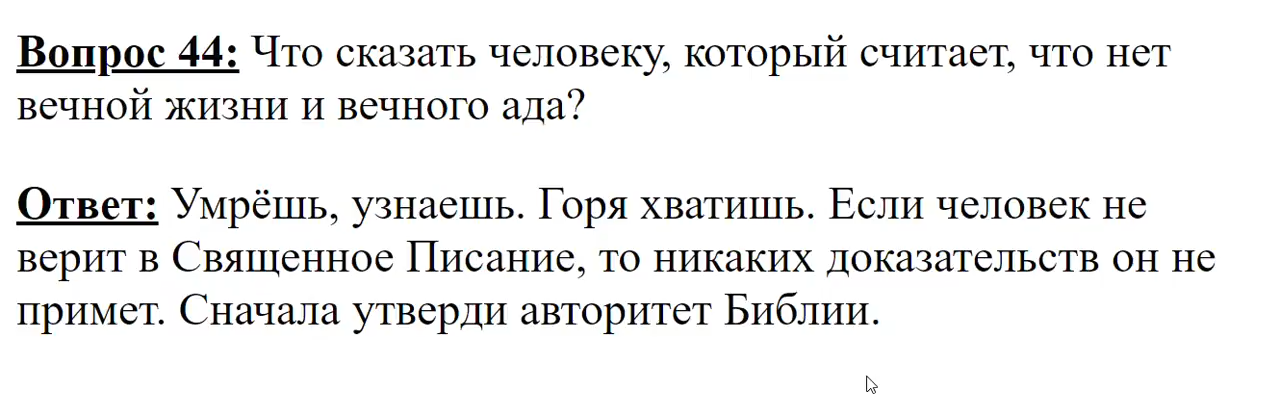 Вопрос 44: Что сказать человеку, который считает, что нет
вечной жизни и вечного ада?
Ответ: Умрёшь, узнаешь. Горя хватишь. Если человек не
верит в Священное Писание, то никаких доказательств он не
примет. Сначала утверди авторитет Библии.